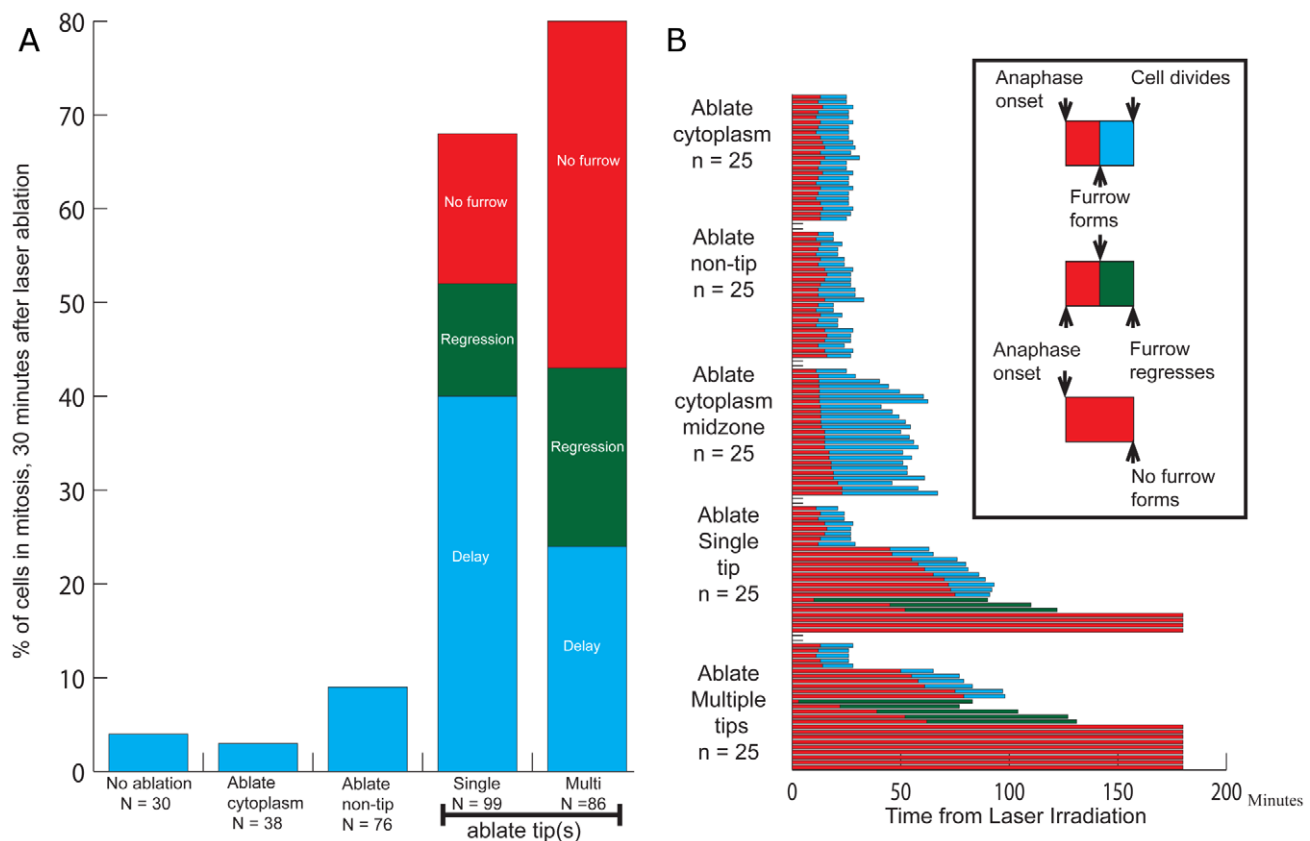 A
% of cells in mitosis, 30 minutes after laser ablation
80
70
60
50
40
30
20
10
0
No furrow
Regression
Delay
No furrow
Regression
Delay
No ablation
N = 30
Ablate
cytoplasm
N = 38
Ablate
non-tip
N = 76
Single
N = 99
Multi
N =86
ablate tip(s)
B
Ablate
cytoplasm
n = 25
Ablate
non-tip
n = 25
Ablate
cytoplasm
midzone
n = 25
Ablate
Single
tip
n = 25
Ablate
Multiple
tips
n = 25
Anaphase
onset
Cell divides
Furrow
forms
Anaphase
onset
Furrow
regresses
No furrow
forms
0
50
100
150
200
Minutes
Time from Laser Irradiation